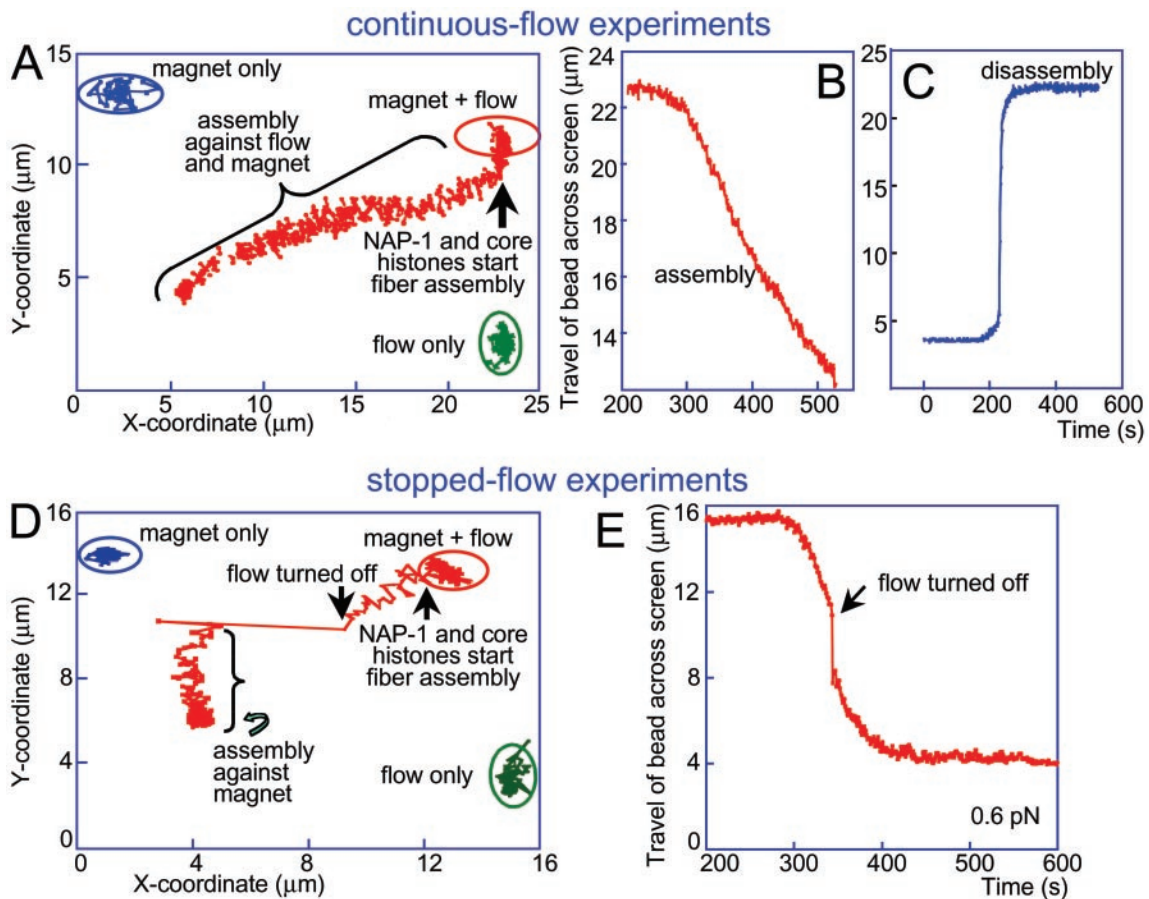 continuous-flow experiments
A
15
10
5
Y-coordinate (µm)
magnet only
magnet + flow
assembly
against flow
and magnet
NAP-1 and core
histones start
fiber assembly
flow only
0
5
10
15
20
25
X-coordinate (µm)
B
24
22
20
18
16
14
Travel of bead across screen (µm)
assembly
200
300
400
500
C
25
20
15
10
5
disassembly
0
200
400
600
Time (s)
stopped-flow experiments
D
16
12
8
4
0
Y-coordinate (µm)
magnet only
magnet + flow
flow turned off
NAP-1 and core
histones start
fiber assembly
assembly
against
magnet
flow only
0
4
8
12
16
X-coordinate (µm)
E
16
12
8
4
0
Travel of bead across screen (µm)
flow turned off
0.6 pN
200
300
400
500
600
Time (s)